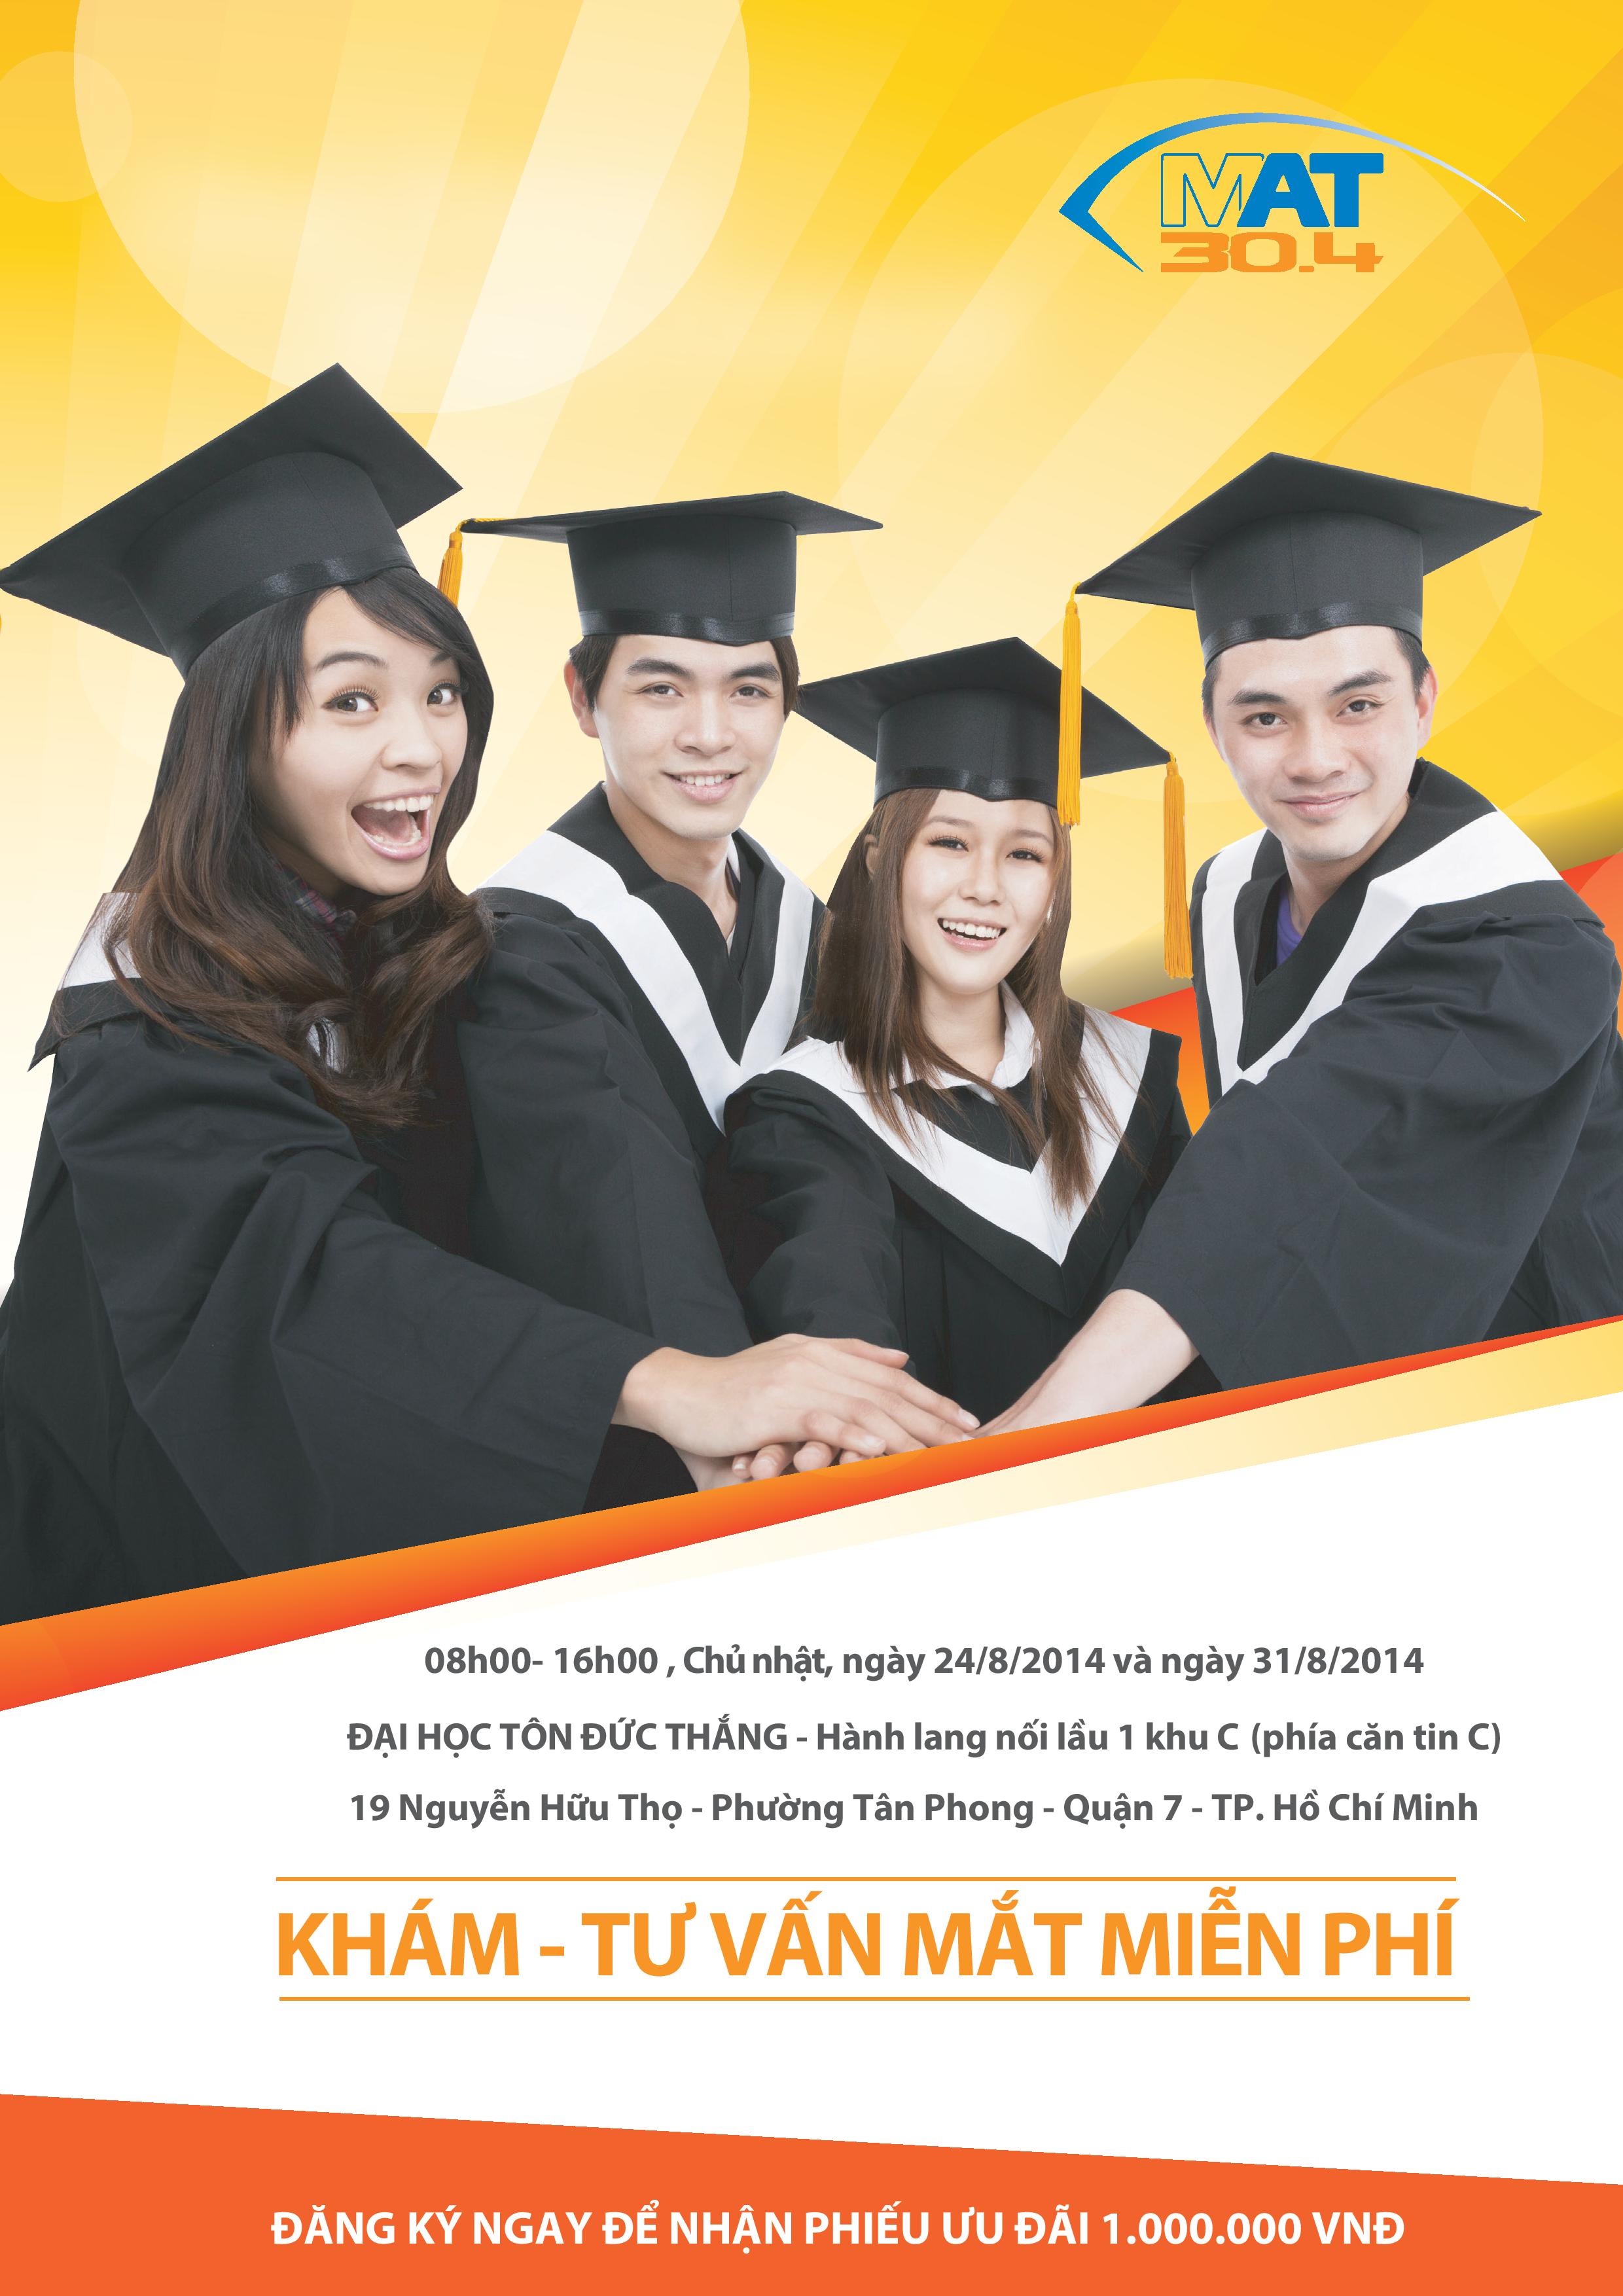 MAT
30.4
08h00- 16h00 , Chủ nhật, ngày 24/8/2014 và ngày 31/8/2014
ĐẠI HỌC TÔN ĐỨC THẮNG - Hành lang nối lầu 1 khu C (phía căn tin C)
19 Nguyễn Hữu Thọ - Phường Tân Phong - Quận 7 - TP. Hồ Chí Minh
KHÁM - TƯ VẤN MẮT MIỄN PHÍ
ĐĂNG KÝ NGAY ĐỂ NHẬN PHIẾU ƯU ĐÃI 1.000.000 VNĐ